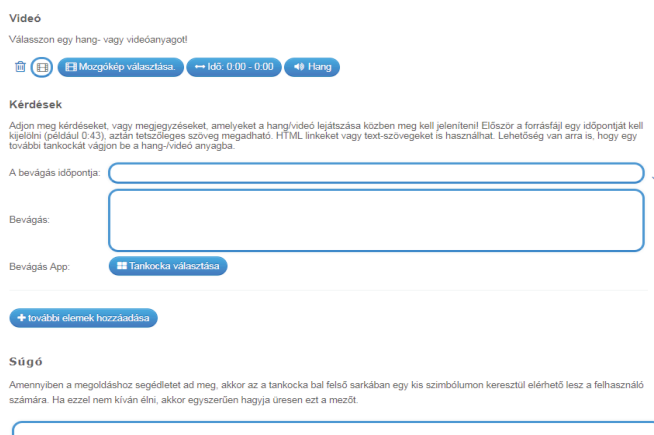 Videó
Válasszon egy hang- vagy videóanyagot!
Mozgókép választása. Idő: 0:00 - 0:00 Hang
Kérdések
Adjon meg kérdéseket, vagy megjegyzéseket, amelyeket a hang/videó lejátszása közben meg kell jeleníteni! Először a forrásfájl egy időpontját kell
kijelölni (például 0:43), aztán tetszőleges szöveg megadható. HTML linkeket vagy text-szövegeket is használhat. Lehetőség van arra is, hogy egy
további tankockát vágjon be a hang-/videó anyagba.
A bevágás időpontja:
Bevágás:
Bevágás App: Tankocka választása
+ további elemek hozzáadása
Súgó
Amennyiben a megoldáshoz segédletet ad meg, akkor az a tankocka bal felső sarkában egy kis szimbólumon keresztül elérhető lesz a felhasználó
számára. Ha ezzel nem kíván élni, akkor egyszerűen hagyja üresen ezt a mezőt.